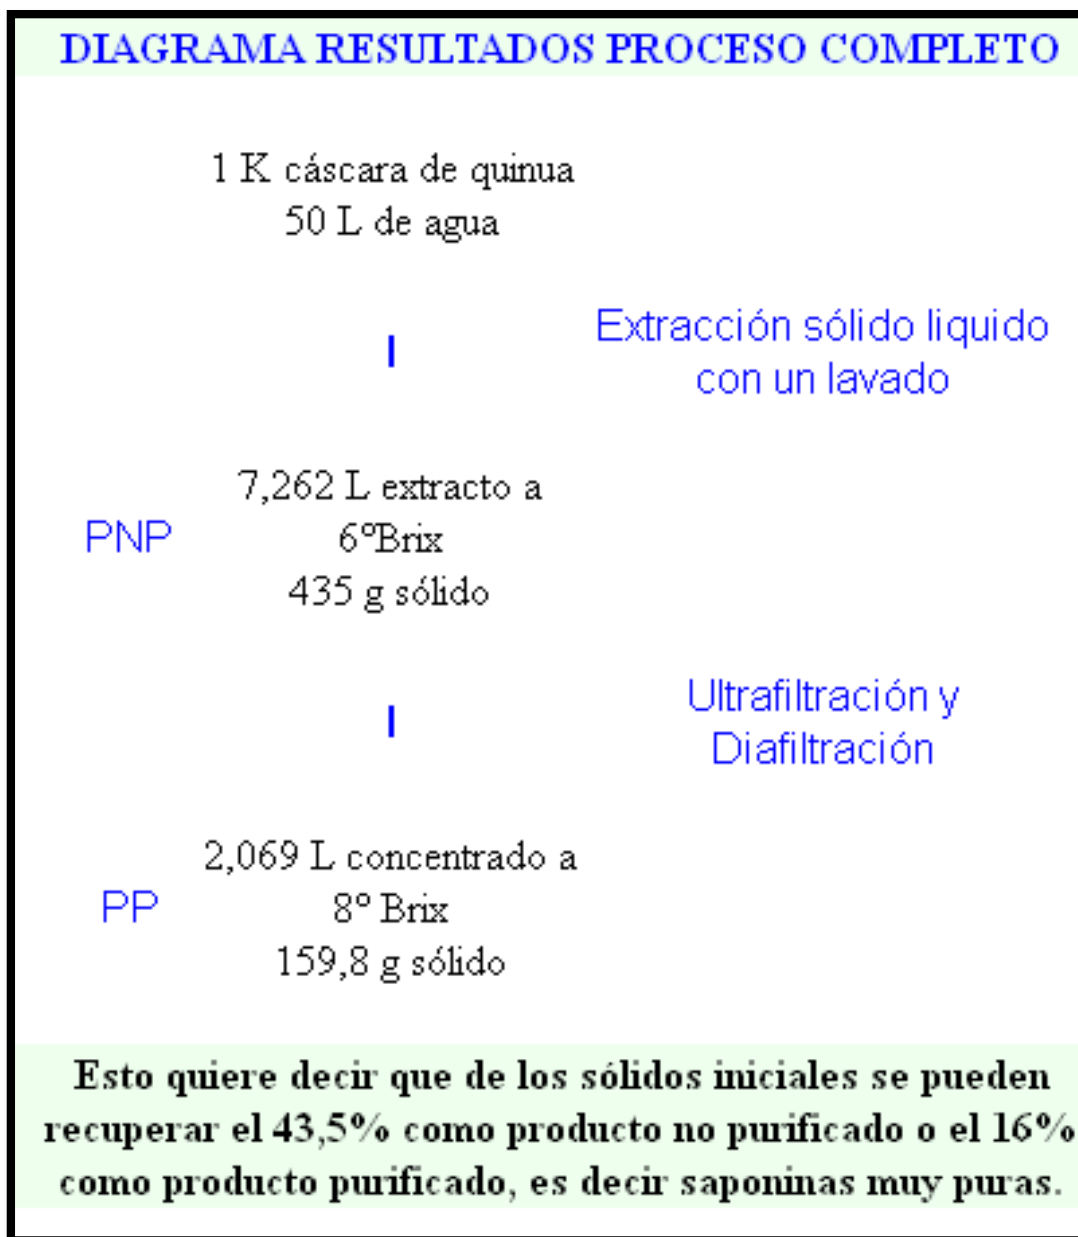 DIAGRAMA RESULTADOS PROCESO COMPLETO
1 K cáscara de quinua
50 L de agua
Extracción sólido liquido
con un lavado
7,262 L extracto a
PNP 6ºBrix
435 g sólido
Ultrafiltración y
Diafiltración
2,069 L concentrado a
PP 8º Brix
159,8 g sólido
Esto quiere decir que de los sólidos iniciales se pueden
recuperar el 43,5% como producto no purificado o el 16%
como producto purificado, es decir saponinas muy puras.